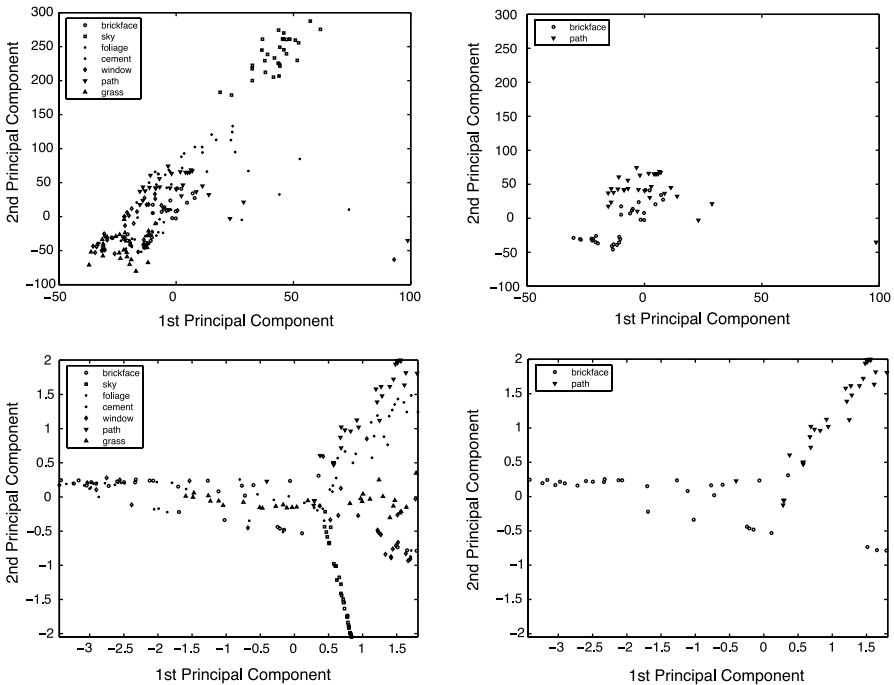 300
250
200
150
100
50
0
−50
−100
2nd Principal Component
brickface
sky
foliage
cement
window
path
grass
−50
0
50
100
1st Principal Component
300
250
200
150
100
50
0
−50
−100
2nd Principal Component
brickface
path
−50
0
50
100
1st Principal Component
2
1.5
1
0.5
0
−0.5
−1
−1.5
−2
2nd Principal Component
brickface
sky
foliage
cement
window
path
grass
−3 −2.5 −2 −1.5 −1 −0.5 0 0.5 1 1.5
1st Principal Component
2
1.5
1
0.5
0
−0.5
−1
−1.5
−2
2nd Principal Component
brickface
path
−3 −2.5 −2 −1.5 −1 −0.5 0 0.5 1 1.5
1st Principal Component